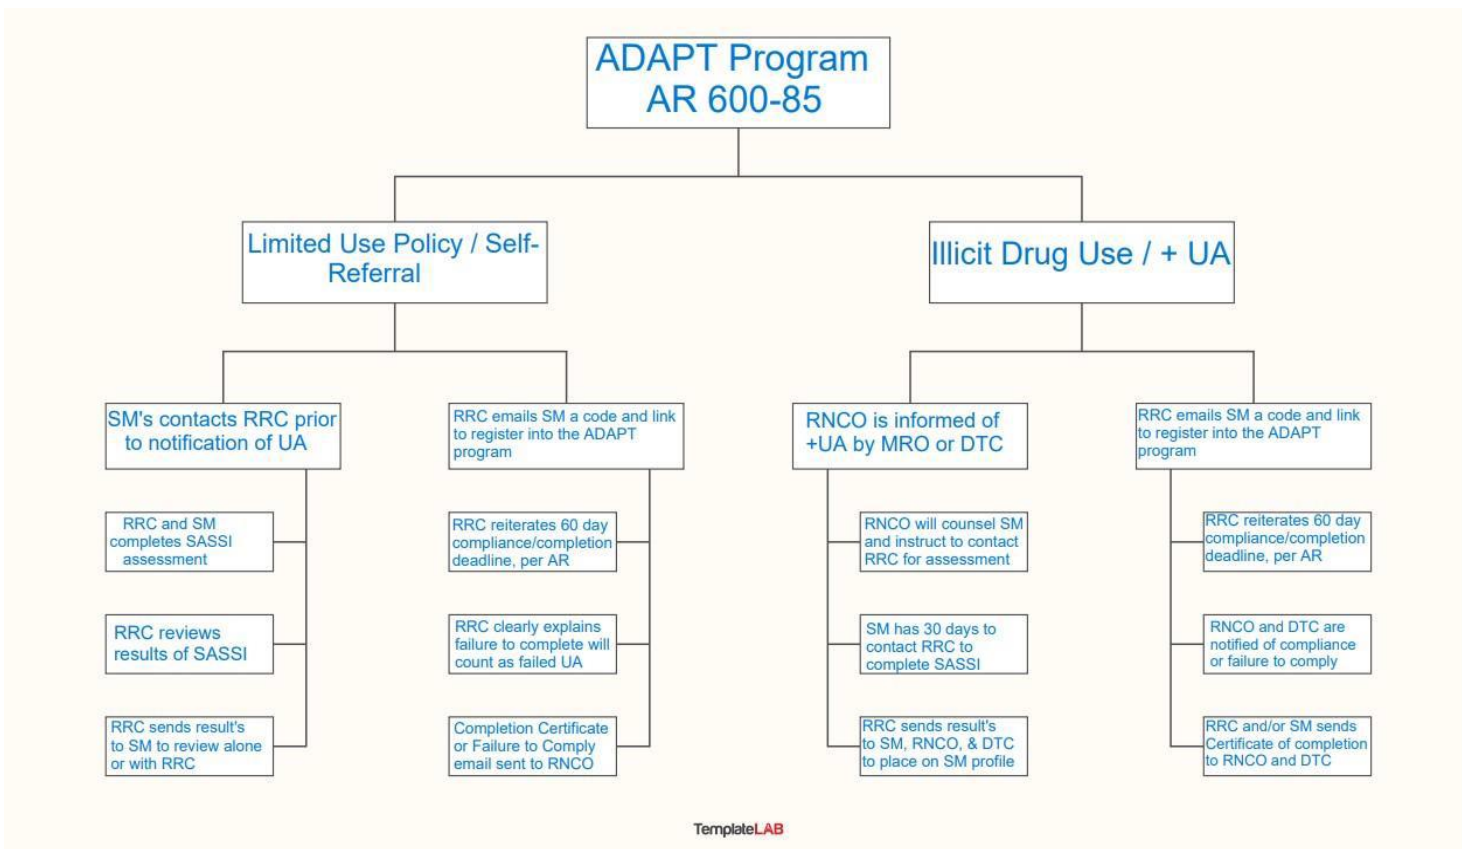 ADAPT Program
AR 600-85
Limited Use Policy / Self-
Referral
Illicit Drug Use / + UA
SM's contacts RRC prior
to notification of UA
RRC emails SM a code and link
to register into the ADAPT
program
RNCO is informed of
+UA by MRO or DTC
RRC emails SM a code and link
to register into the ADAPT
program
RRC and SM
completes SASSI
assessment
RRC reiterates 60 day
compliance/completion
deadline, per AR
RNCO will counsel SM
and instruct to contact
RRC for assessment
RRC reiterates 60 day
compliance/completion
deadline, per AR
RRC reviews
results of SASSI
RRC clearly explains
failure to complete will
count as failed UA
SM has 30 days to
contact RRC to
complete SASSI
RNCO and DTC are
notified of compliance
or failure to comply
RRC sends result's
to SM to review alone
or with RRC
Completion Certificate
or Failure to Comply
email sent to RNCO
RRC sends result's
to SM, RNCO, & DTC
to place on SM profile
RRC and/or SM sends
Certificate of completion
to RNCO and DTC
TemplateLAB